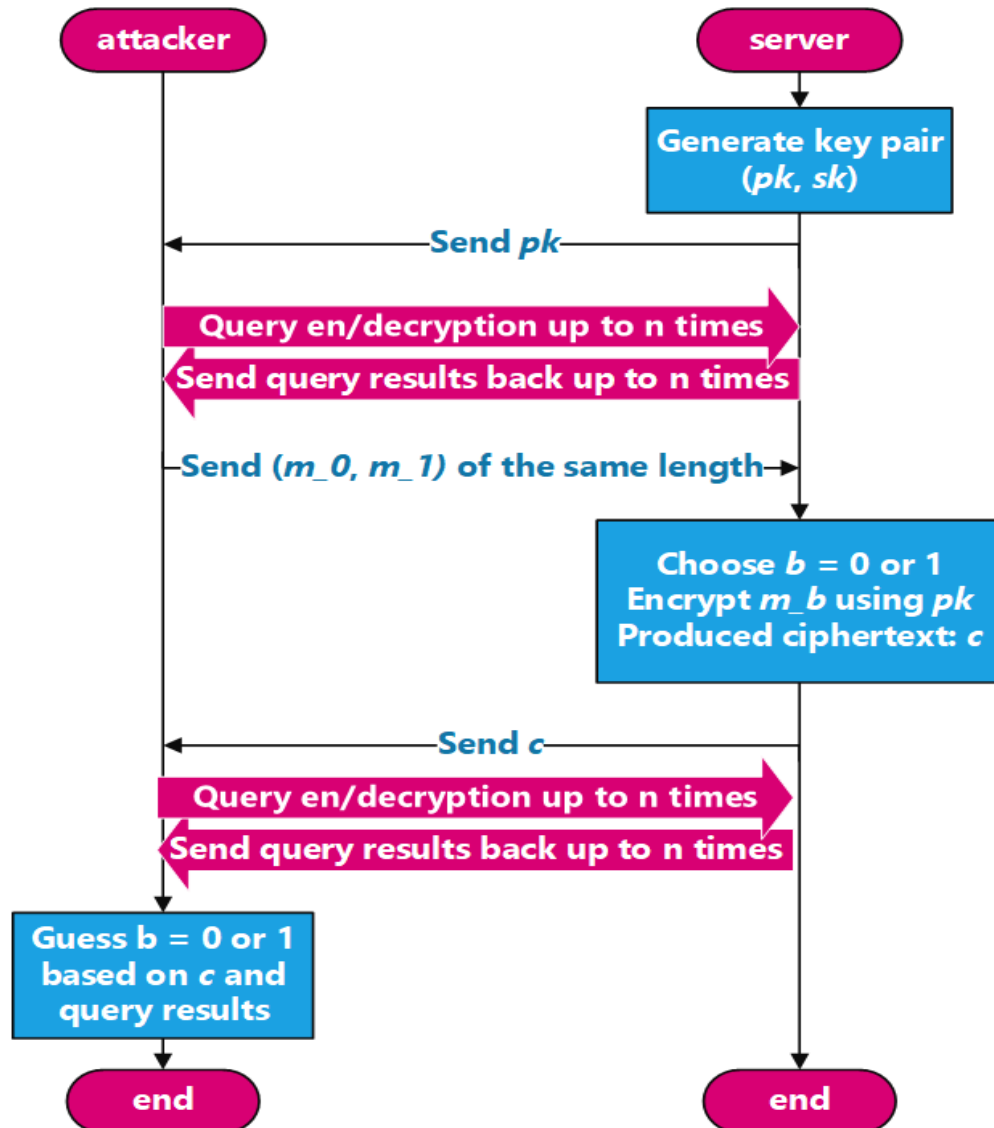 attacker
server
Generate key pair
(pk, sk)
Send pk
Query en/decryption up to n times
Send query results back up to n times
Send (m_0, m_1) of the same length
Choose b = 0 or 1
Encrypt m_b using pk
Produced ciphertext: c
Send c
Query en/decryption up to n times
Send query results back up to n times
Guess b = 0 or 1
based on c and
query results
end
end